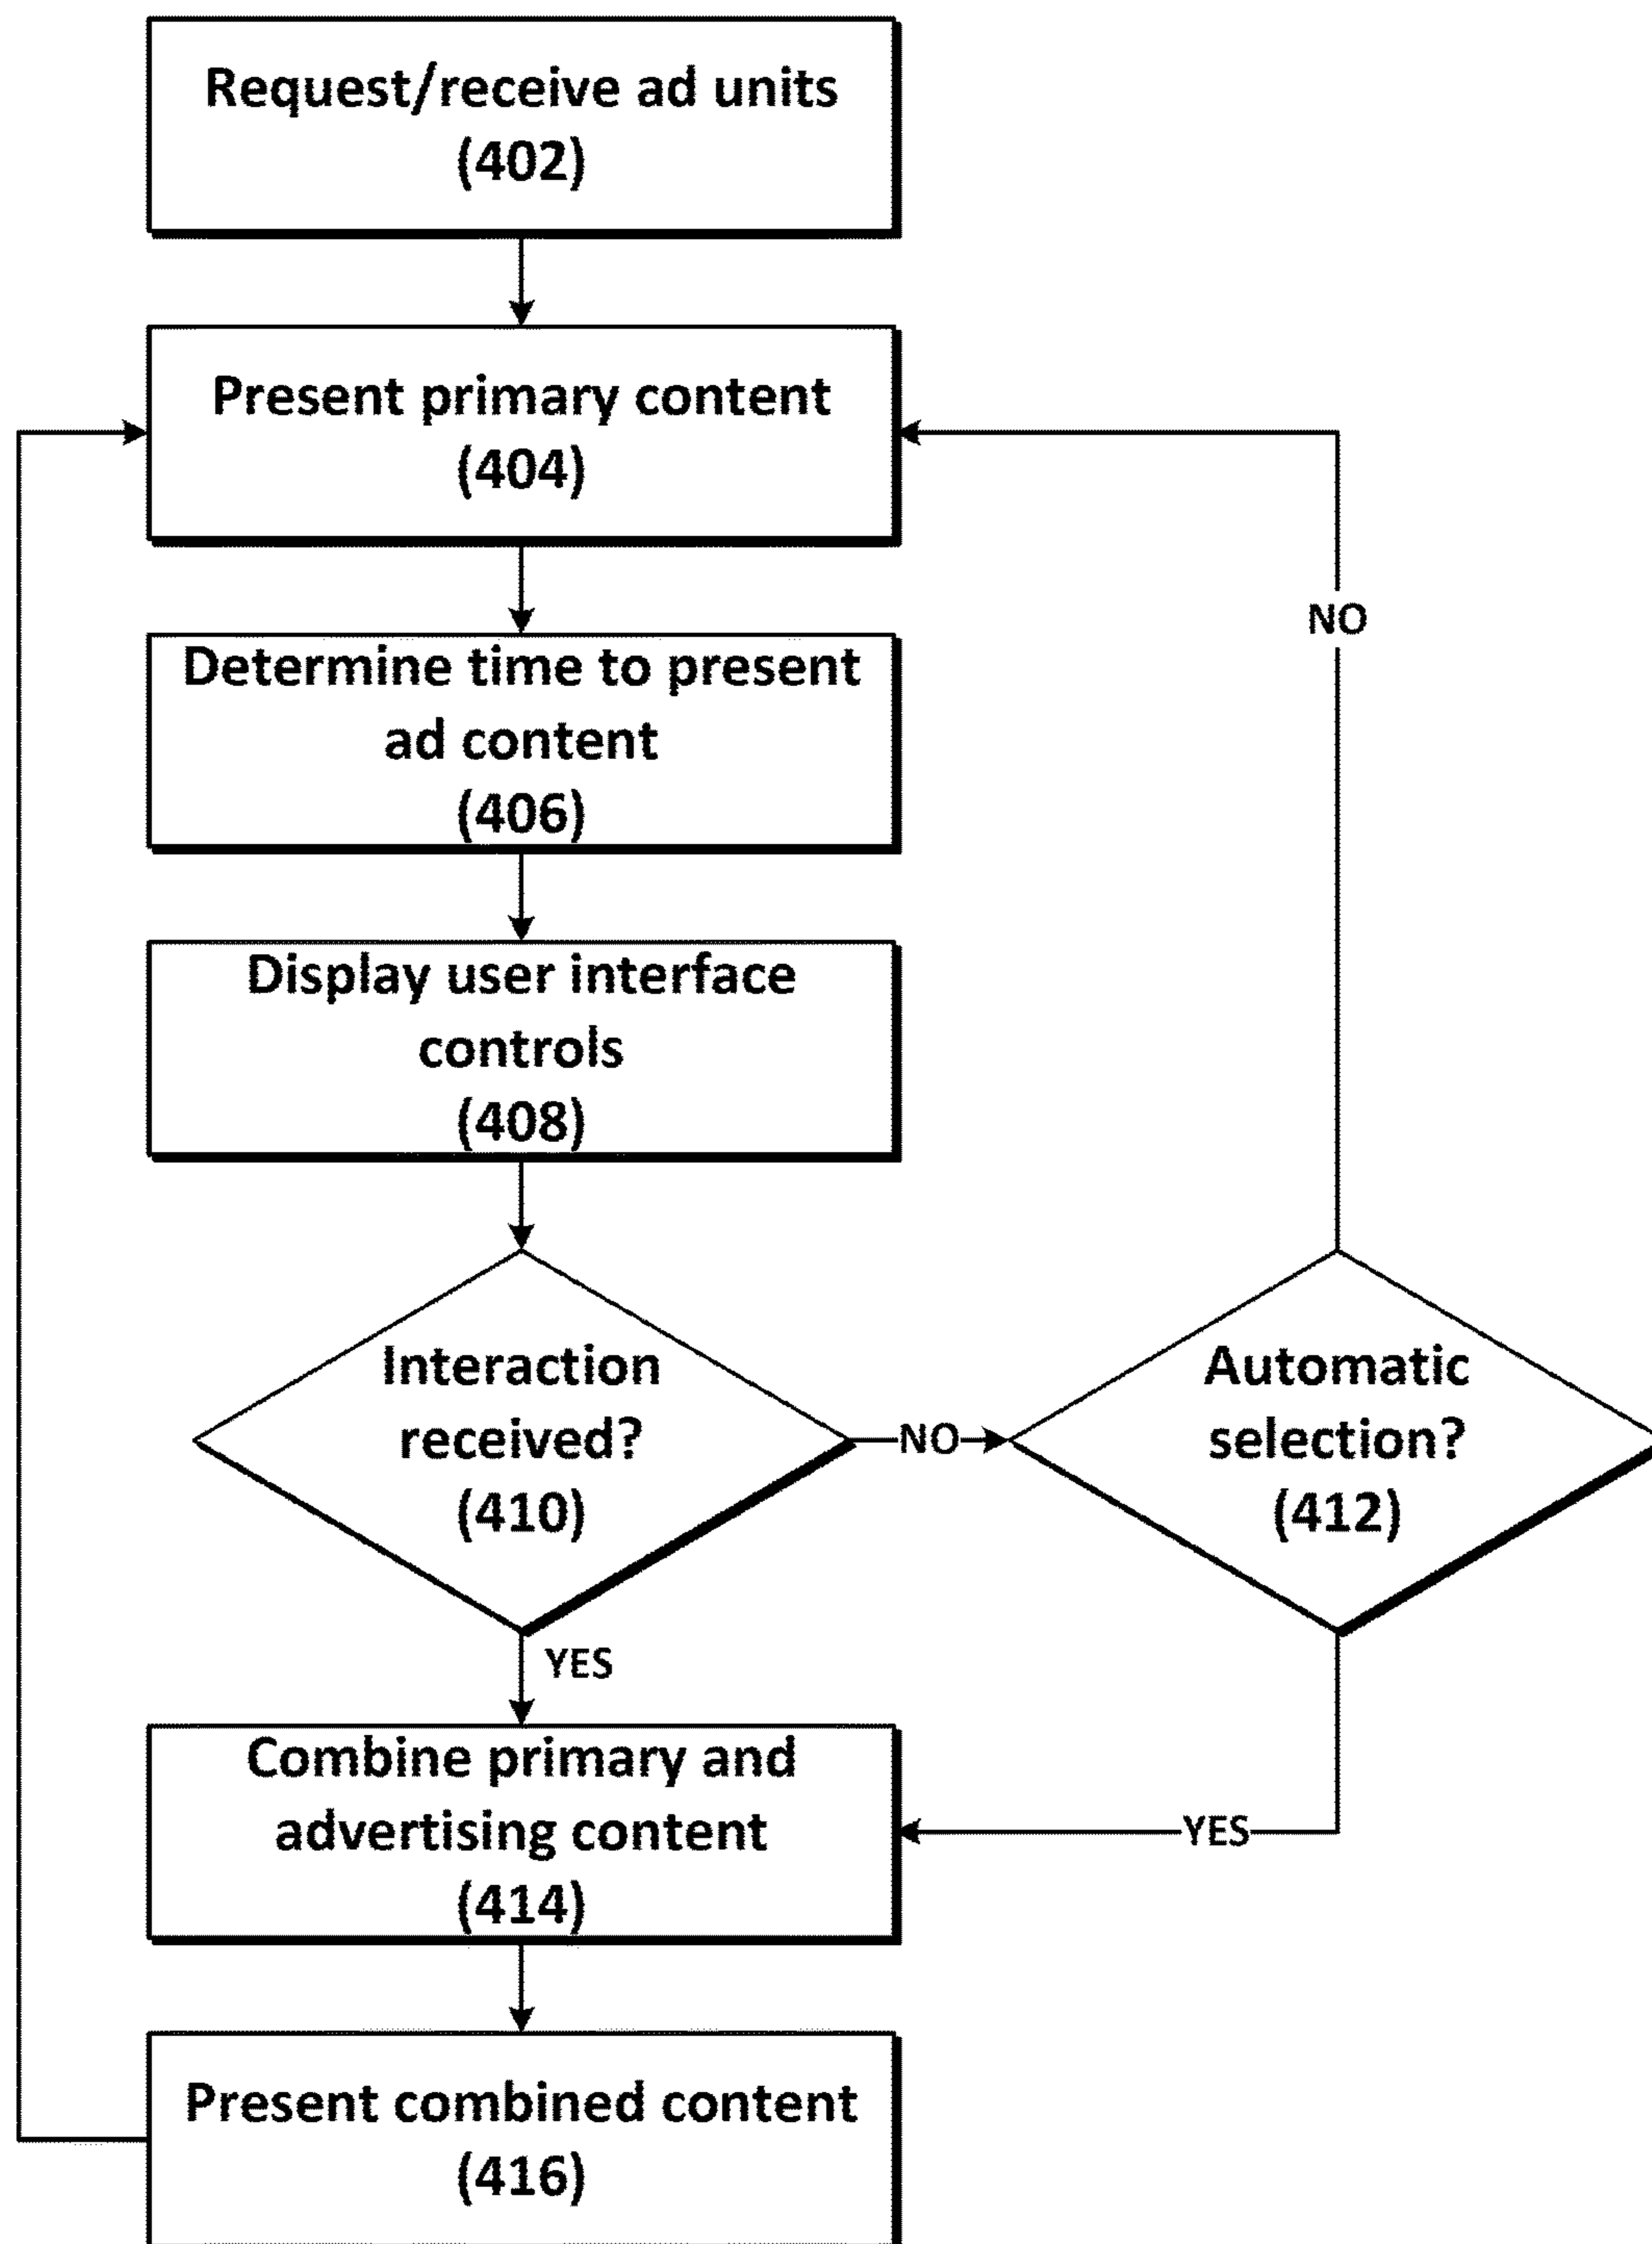 Request/receive ad units
(402)
Present primary content
(404)
NO
Determine time to present
ad content
(406)
Display user interface
controls
(408)
Interaction
received?
(410)
NO
Automatic
selection?
(412)
YES
Combine primary and
advertising content
(414)
YES
Present combined content
(416)